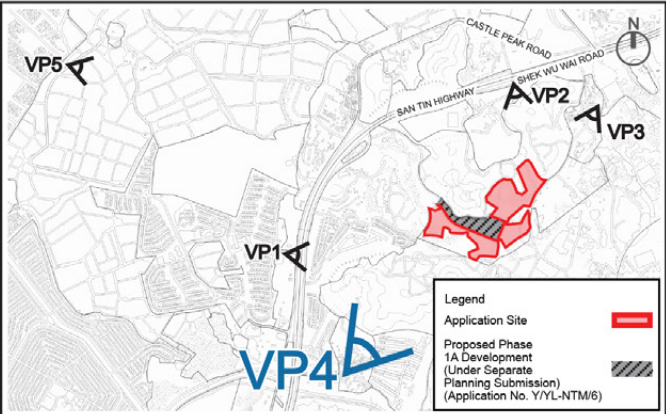 N
CASTLE PEAK ROAD
SHEK WU WAI ROAD
SAN TIN HIGHWAY
VP5
VP2
VP3
VP1
VP4
Legend
Application Site
Proposed Phase
1A Development
(Under Separate
Planning Submission)
(Application No. Y/YL-NTM/6)